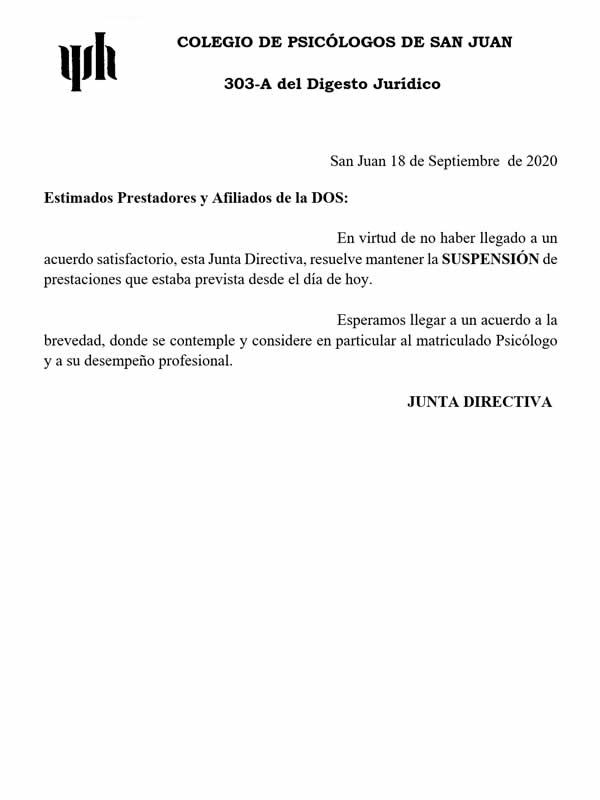 COLEGIO DE PSICÓLOGOS DE SAN JUAN
303-A del Digesto Jurídico
San Juan 18 de Septiembre de 2020
Estimados Prestadores y Afiliados de la DOS:
En virtud de no haber llegado a un
acuerdo satisfactorio, esta Junta Directiva, resuelve mantener la SUSPENSIÓN de
prestaciones que estaba prevista desde el día de hoy.
Esperamos llegar a un acuerdo a la
brevedad, donde se contemple y considere en particular al matriculado Psicólogo
y a su desempeño profesional.
JUNTA DIRECTIVA